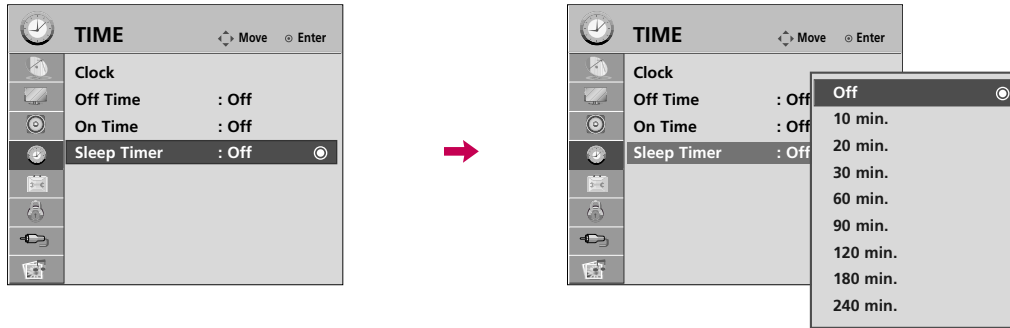 TIME Move Enter
Clock
Off Time : Off
On Time : Off
Sleep Timer : Off
TIME Move Enter
Clock
Off Time : Off
On Time : Off
Sleep Timer : Off
Off
10 min.
20 min.
30 min.
60 min.
90 min.
120 min.
180 min.
240 min.